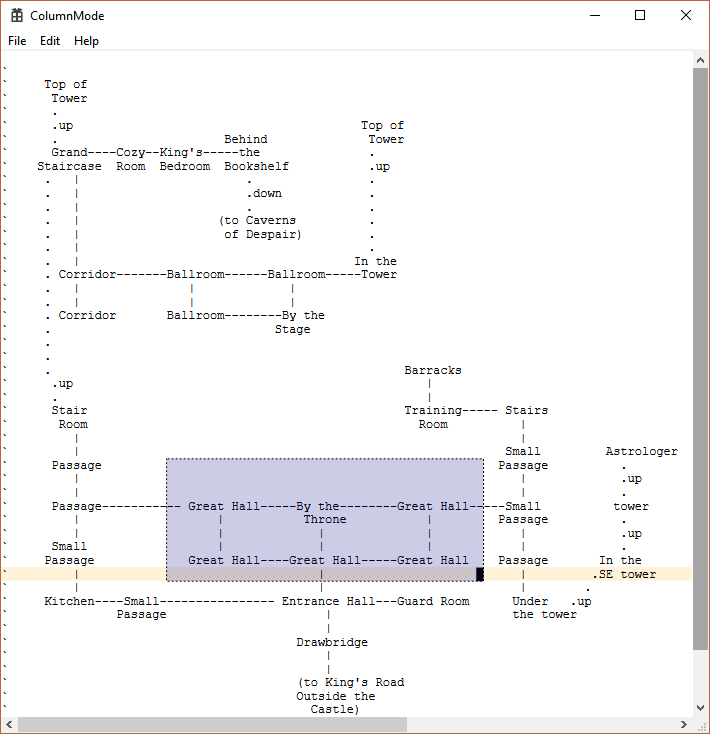 ColumnMode
File Edit Help
`
`     Top of
`      Tower
`      .
`      .up                                        Top of
`      .                       Behind              Tower
`      Grand----Cozy--King's-----the               .
`    Staircase  Room  Bedroom  Bookshelf           .up
`     .   |                       .                .
`     .   |                       .down            .
`     .   |                       .                .
`     .   |                   (to Caverns          .
`     .   |                    of Despair)         .
`     .   |                                        .
`     .   |                                      In the
`     . Corridor-------Ballroom------Ballroom-----Tower
`     .   |               |             |
`     .   |               |             |
`     . Corridor       Ballroom--------By the
`     .                               Stage
`     .
`     .
`     .                                                 Barracks
`      .up                                                 |
`      .                                                   |
`      Stair                                            Training----- Stairs
`       Room                                              Room          |
`         |                                                             |
`         |                                                           Small
`      Passage                                                       Passage        Astrologer
`         |                                                             |             .
`         |                                                             |             .up
`         |                                                             |             .
`      Passage----------- Great Hall-----By the--------Great Hall-----Small          tower
`         |                   |           Throne           |         Passage          .
`         |                   |             |              |            |             .up
`      Small                  |             |              |            |             .
`     Passage             Great Hall----Great Hall-----Great Hall    Passage       In the
`         |                                 |                           |         .SE tower
`         |                                 |                           |        .
`     Kitchen----Small---------------- Entrance Hall---Guard Room      Under   .up
`               Passage                      |                         the tower
`                                            |
`                                        Drawbridge
`                                            |
`                                            |
`                                        (to King's Road
`                                        Outside the
`                                          Castle)